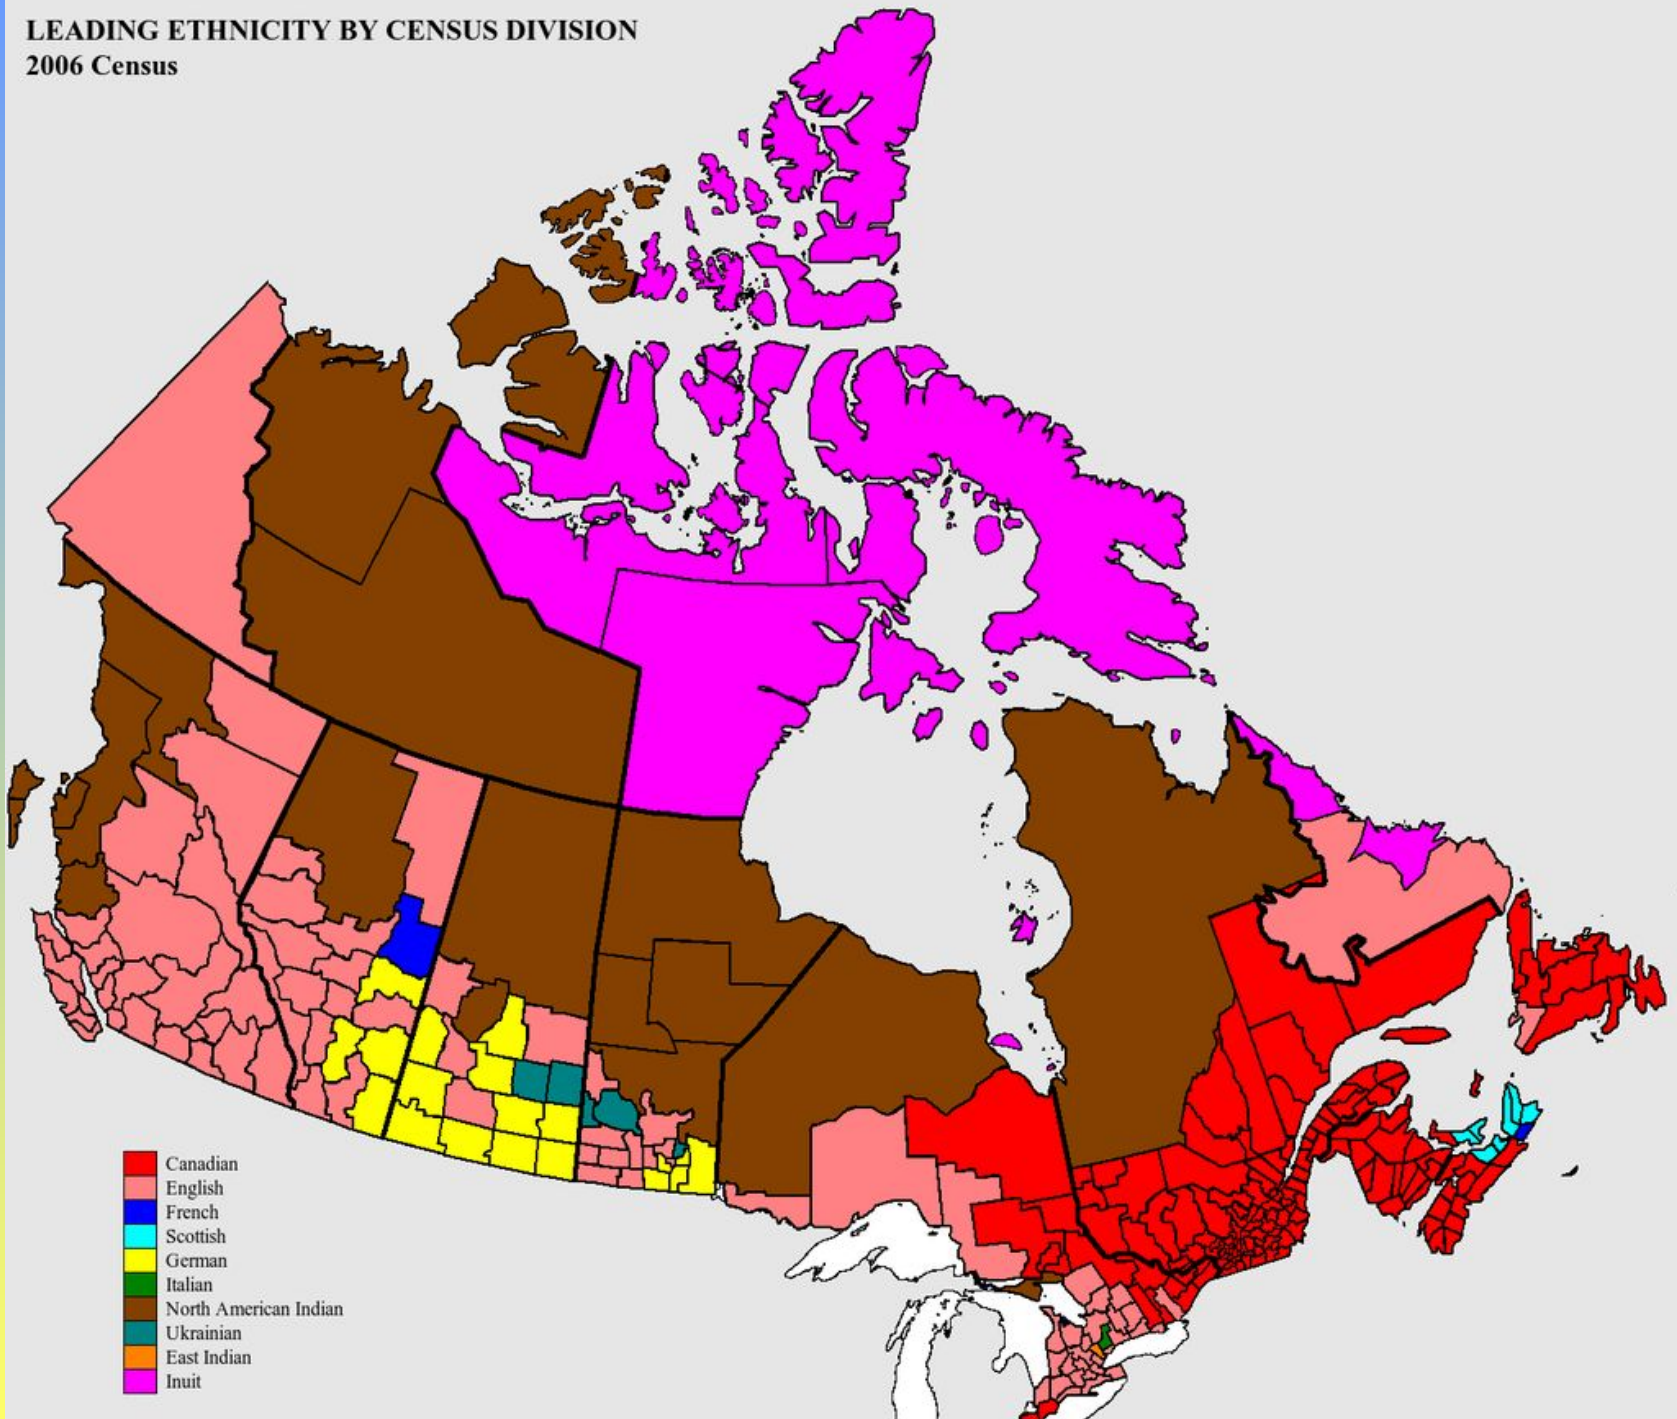 LEADING ETHNICITY BY CENSUS DIVISION
2006 Census
Canadian
English
French
Scottish
German
Italian
North American Indian
Ukrainian
East Indian
Inuit